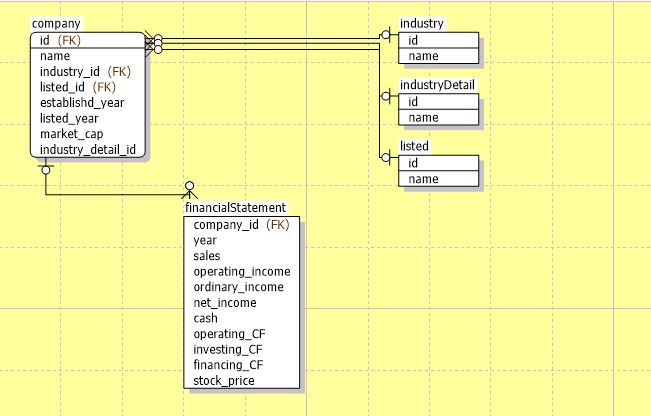 company
id (FK)
name
industry_id (FK)
listed_id (FK)
establishd_year
listed_year
market_cap
industry_detail_id
industry
id
name
industryDetail
id
name
listed
id
name
financialStatement
company_id (FK)
year
sales
operating_income
ordinary_income
net_income
cash
operating_CF
investing_CF
financing_CF
stock_price